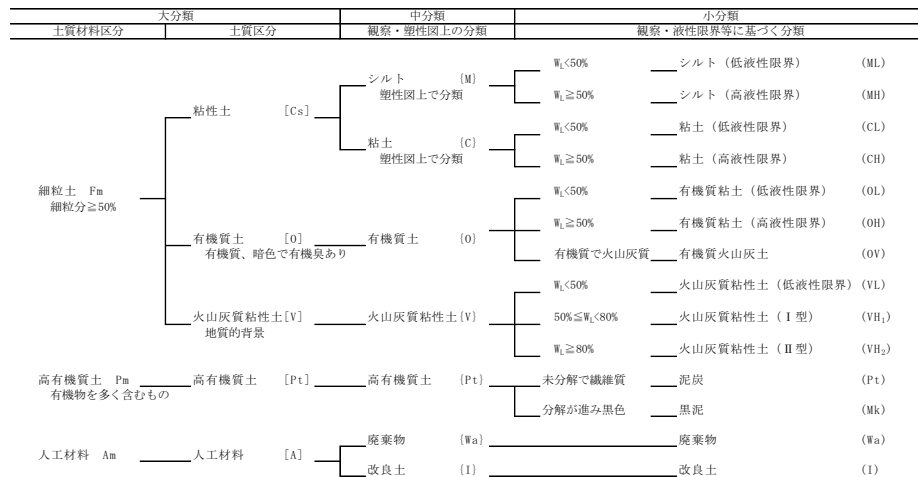 大分類 中分類 小分類
土質材料区分 土質区分 観察・塑性図上の分類 観察・液性限界等に基づく分類
WL<50% シルト（低液性限界） (ML)
シルト {M}
塑性図上で分類
WL≧50% シルト（高液性限界） (MH)
粘性土 [Cs]
WL<50% 粘土（低液性限界） (CL)
粘土 {C}
塑性図上で分類
WL≧50% 粘土（高液性限界） (CH)
細粒土 Fm
細粒分≧50%
WL<50% 有機質粘土（低液性限界） (OL)
WL≧50% 有機質粘土（高液性限界） (OH)
有機質土 [O] 有機質土 {O}
有機質、暗色で有機臭あり 有機質で火山灰質 有機質火山灰土 (OV)
WL<50% 火山灰質粘性土（低液性限界） (VL)
火山灰質粘性土[V] 火山灰質粘性土{V} 50%≦WL<80% 火山灰質粘性土（Ⅰ型） (VH1)
地質的背景
WL≧80% 火山灰質粘性土（Ⅱ型） (VH2)
高有機質土 Pm 高有機質土 [Pt] 高有機質土 {Pt} 未分解で繊維質 泥炭 (Pt)
有機物を多く含むもの
分解が進み黒色 黒泥 (Mk)
廃棄物 {Wa} 廃棄物 (Wa)
人工材料 Am 人工材料 [A]
改良土 {I} 改良土 (I)